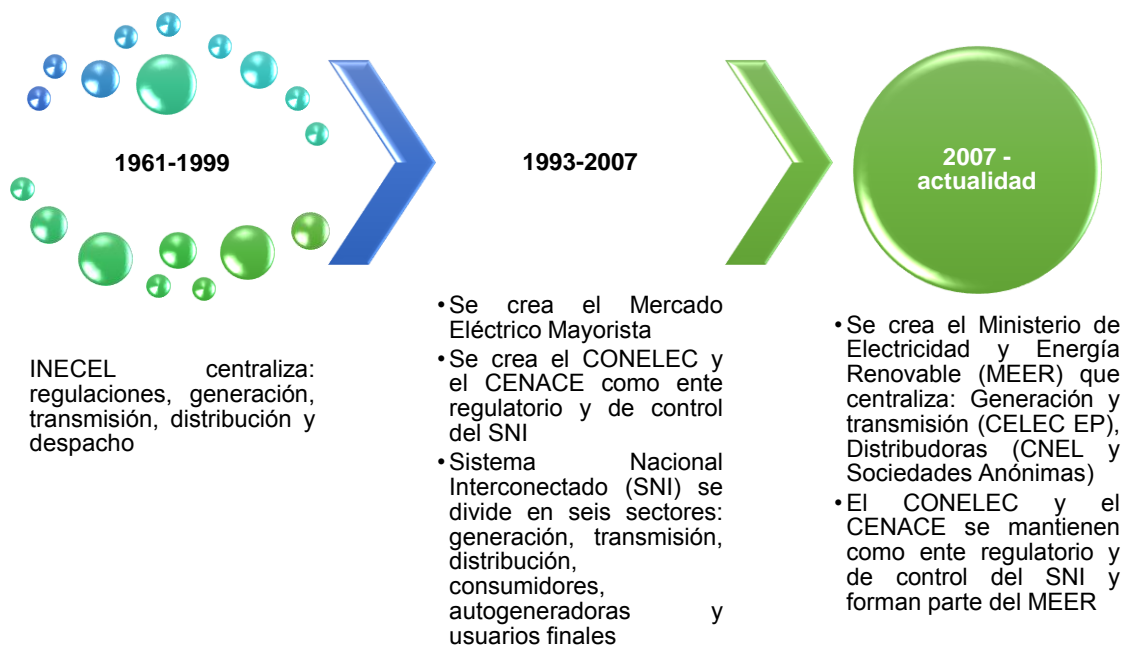 1961-1999
INECEL centraliza:
regulaciones, generación,
transmisión, distribución y
despacho
1993-2007
•Se crea el Mercado
Eléctrico Mayorista
•Se crea el CONELEC y
el CENACE como ente
regulatorio y de control
del SNI
•Sistema Nacional
Interconectado (SNI) se
divide en seis sectores:
generación, transmisión,
distribución,
consumidores,
autogeneradoras y
usuarios finales
2007 -
actualidad
•Se crea el Ministerio de
Electricidad y Energía
Renovable (MEER) que
centraliza: Generación y
transmisión (CELEC EP),
Distribudoras (CNEL y
Sociedades Anónimas)
•El CONELEC y el
CENACE se mantienen
como ente regulatorio y
de control del SNI y
forman parte del MEER